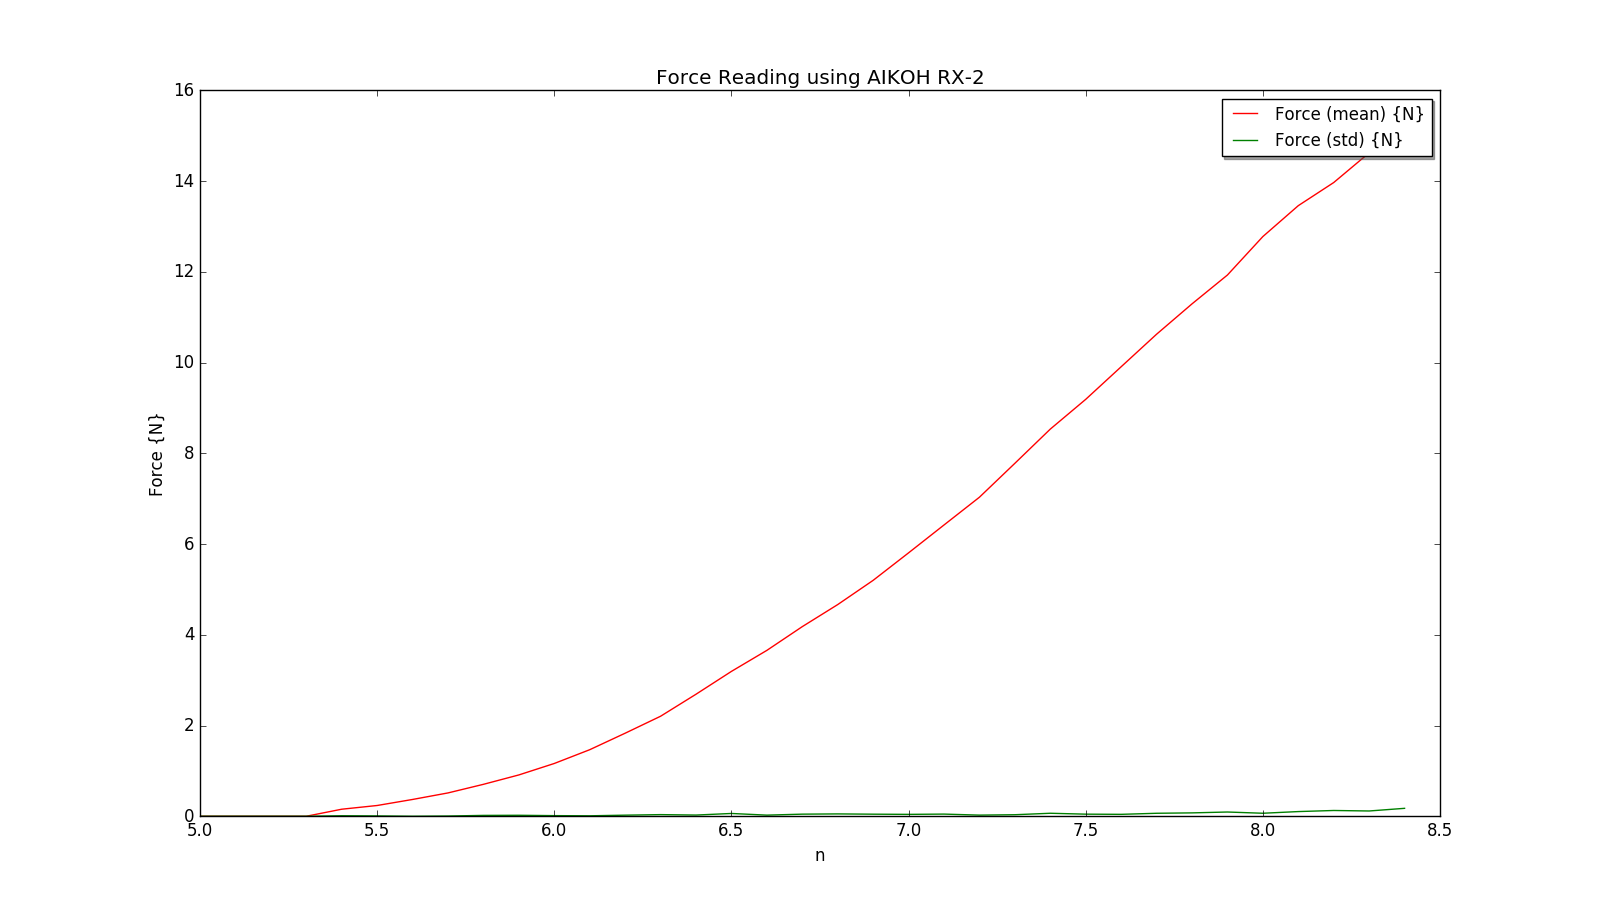 Force Reading using AIKOH RX-2
Force (mean) {N}
Force (std) {N}
16
14
12
10
8
6
4
2
0
Force {N}
5.0 5.5 6.0 6.5 7.0 7.5 8.0 8.5
n